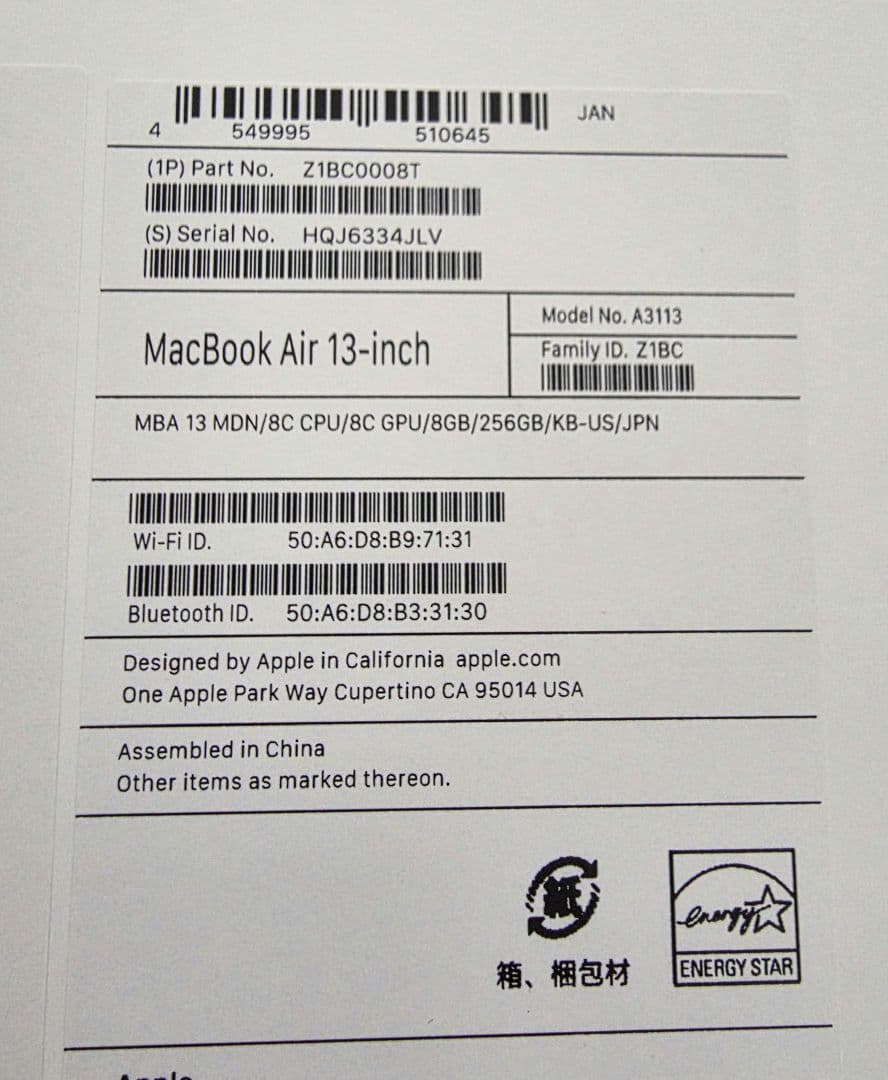 4 549995 510645 JAN
(1P) Part No. Z1BC0008T
(S) Serial No. HQJ6334JLV
MacBook Air 13-inch
Model No. A3113
Family ID. Z1BC
MBA 13 MDN/8C CPU/8C GPU/8GB/256GB/KB-US/JPN
Wi-Fi ID. 50:A6:D8:B9:71:31
Bluetooth ID. 50:A6:D8:B3:31:30
Designed by Apple in California apple.com
One Apple Park Way Cupertino CA 95014 USA
Assembled in China
Other items as marked thereon.
紙
箱、梱包材
energy
ENERGY STAR